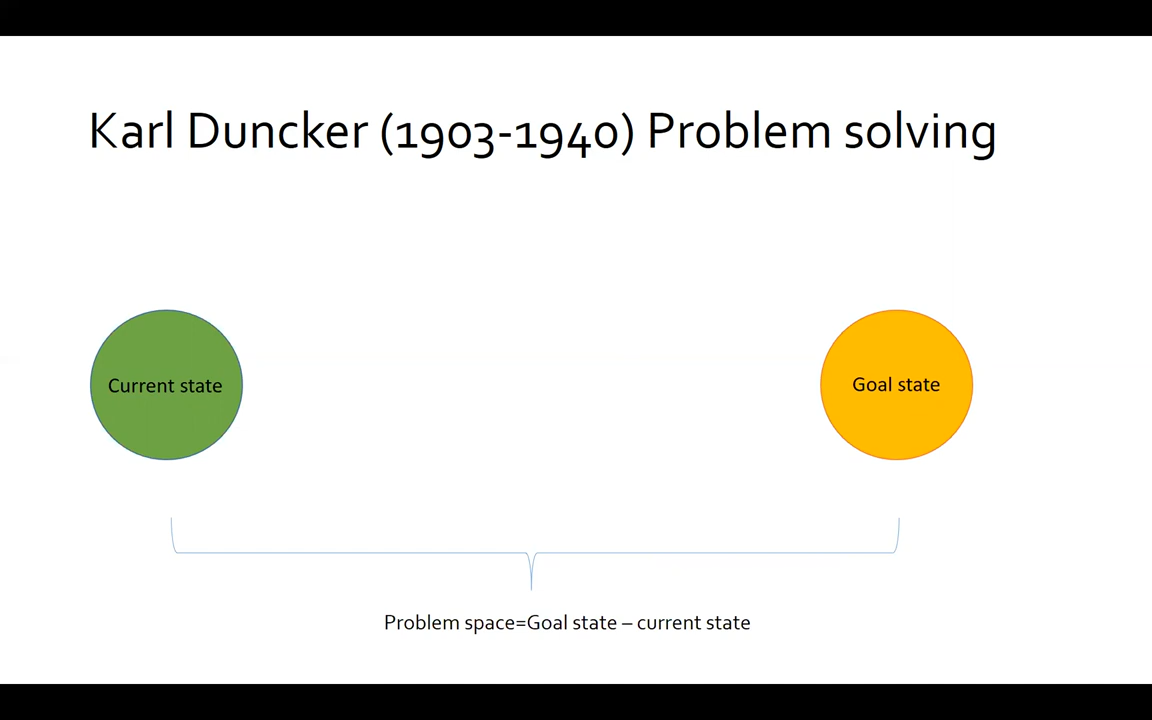 Karl Duncker (1903-1940) Problem solving
Current state
Goal state
Problem space=Goal state – current state